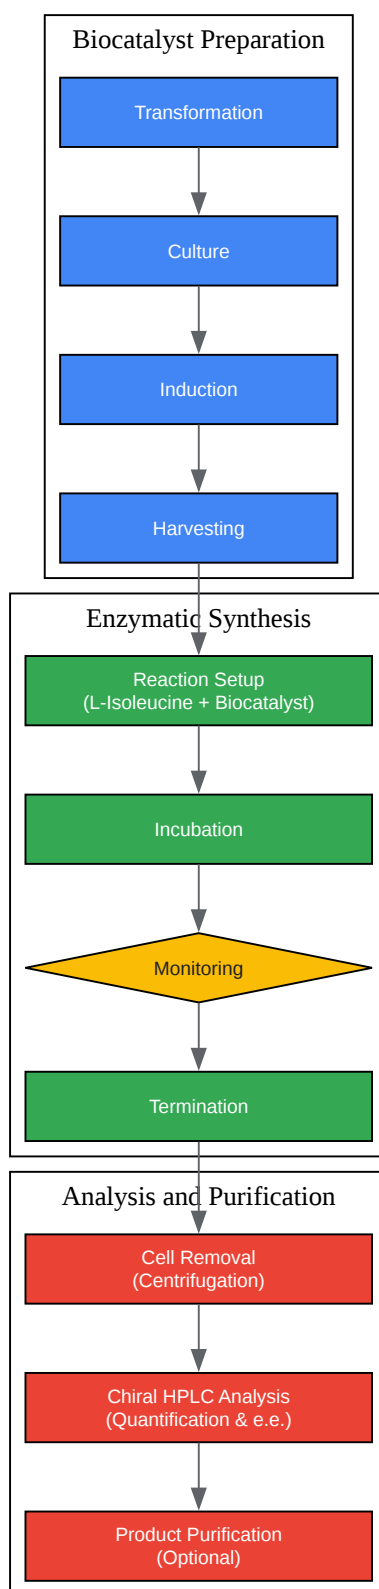 Biocatalyst Preparation
Transformation
Culture
Induction
Harvesting
Enzymatic Synthesis
Reaction Setup
(L-Isoleucine + Biocatalyst)
Incubation
Monitoring
Termination
Analysis and Purification
Cell Removal
(Centrifugation)
Chiral HPLC Analysis
(Quantification & e.e.)
Product Purification
(Optional)